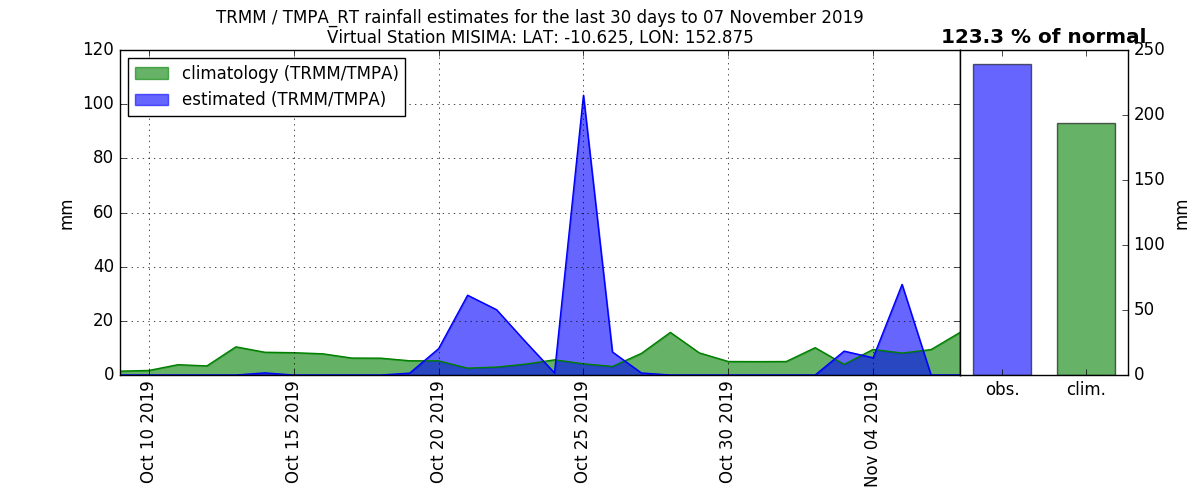 TRMM / TMPA_RT rainfall estimates for the last 30 days to 07 November 2019
Virtual Station MISIMA: LAT: -10.625, LON: 152.875
123.3 % of normal
climatology (TRMM/TMPA)
estimated (TRMM/TMPA)
120
100
80
60
40
20
0
mm
Oct 10 2019
Oct 15 2019
Oct 20 2019
Oct 25 2019
Oct 30 2019
Nov 04 2019
250
200
150
100
50
0
mm
obs.
clim.